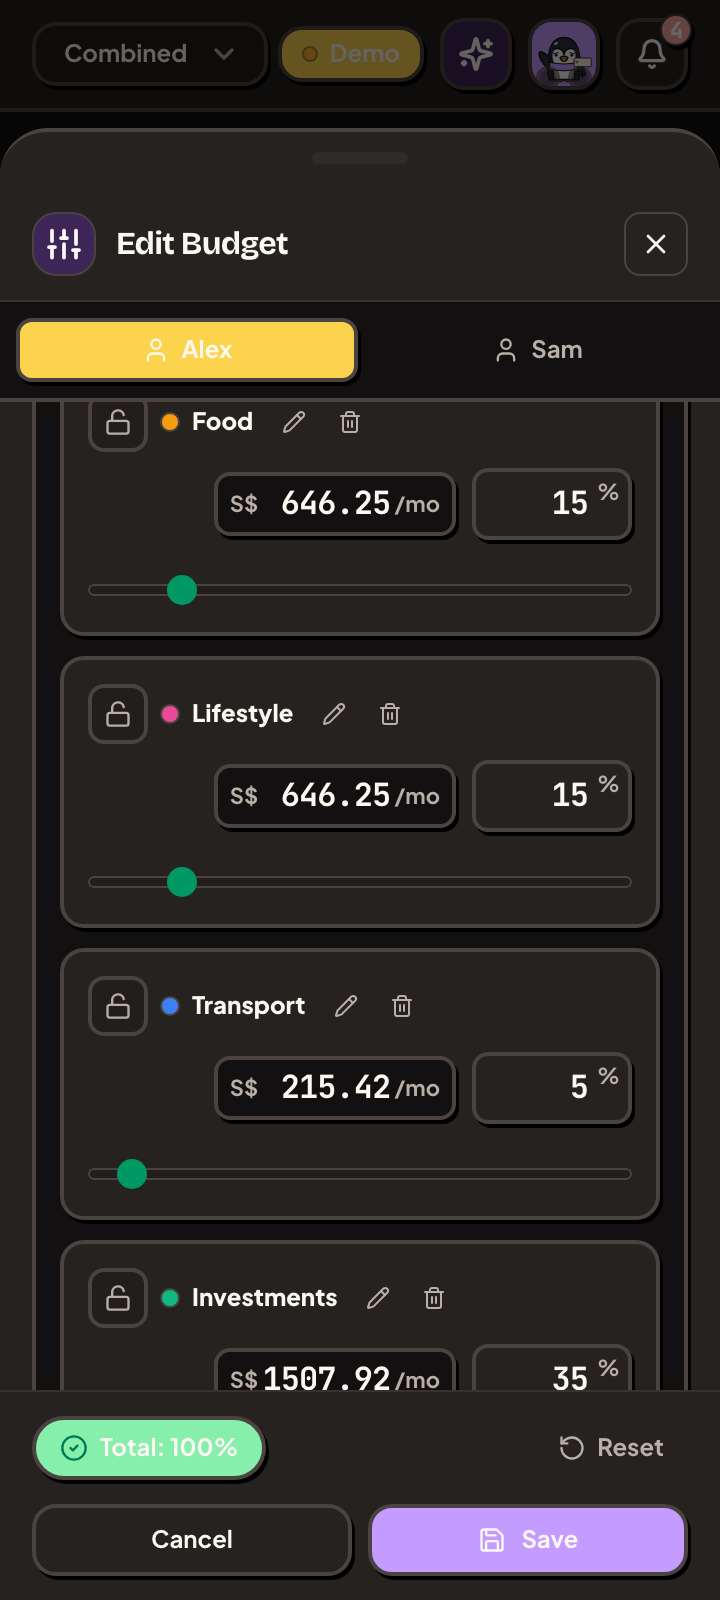 Combined
Demo
4
Edit Budget
Alex
Sam
Food
S$ 646.25 /mo
15 %
Lifestyle
S$ 646.25 /mo
15 %
Transport
S$ 215.42 /mo
5 %
Investments
S$ 1507.92 /mo
35 %
Total: 100%
Reset
Cancel
Save